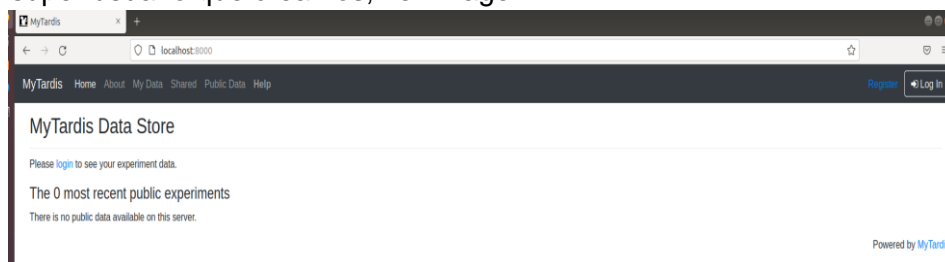 MyTardis × +
localhost:8000
MyTardis Home About My Data Shared Public Data Help Register Log In
MyTardis Data Store
Please login to see your experiment data.
The 0 most recent public experiments
There is no public data available on this server.
Powered by MyTardi